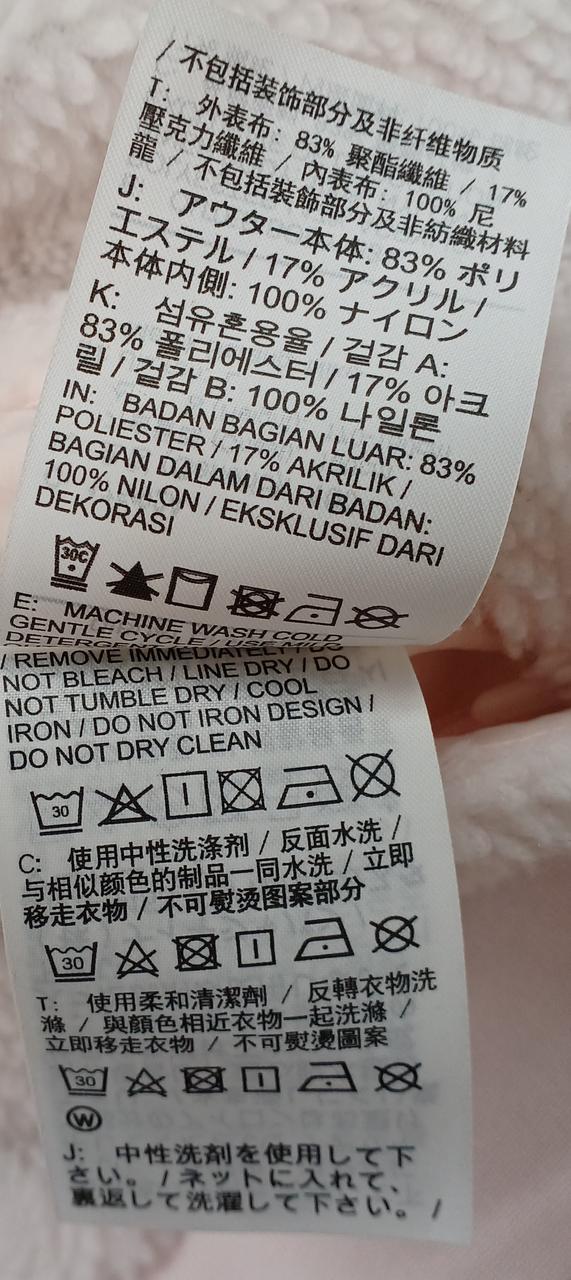 / 不包括装饰部分及非纤维物质
T: 外表布: 83% 聚酯纖維 / 17%
壓克力纖維 / 內表布: 100% 尼
龍 / 不包括裝飾部分及非紡織材料
J: アウター本体: 83% ポリ
エステル / 17% アクリル /
本体内側: 100% ナイロン
K: 섬유혼용율 / 겉감 A:
83% 폴리에스터 / 17% 아크
릴 / 겉감 B: 100% 나일론
IN: BADAN BAGIAN LUAR: 83%
POLIESTER / 17% AKRILIK /
BAGIAN DALAM DARI BADAN:
100% NILON / EKSKLUSIF DARI
DEKORASI
30C
E: MACHINE WASH COLD
GENTLE CYCLE
/ REMOVE IMMEDIATELY
NOT BLEACH / LINE DRY / DO
NOT TUMBLE DRY / COOL
IRON / DO NOT IRON DESIGN /
DO NOT DRY CLEAN
30
C: 使用中性洗涤剂 / 反面水洗 /
与相似颜色的制品一同水洗 / 立即
移走衣物 / 不可熨烫图案部分
30
T: 使用柔和清潔劑 / 反轉衣物洗
滌 / 與顏色相近衣物一起洗滌 /
立即移走衣物 / 不可熨燙圖案
30
W
J: 中性洗剤を使用して下
さい。 / ネットに入れて、
裏返して洗濯して下さい。 /